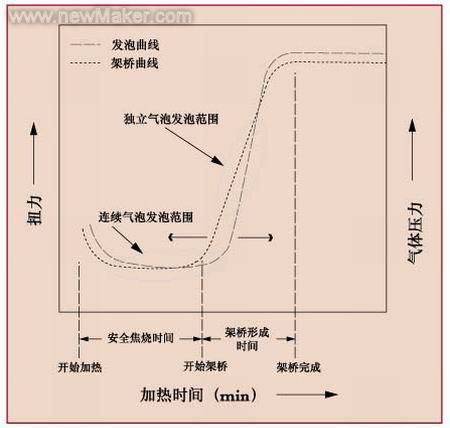 www.newMaker.com
发泡曲线
架桥曲线
独立气泡发泡范围
扭力
气体压力
连续气泡发泡范围
安全焦烧时间
架桥形成
时间
开始加热
开始架桥
架桥完成
加热时间（min）